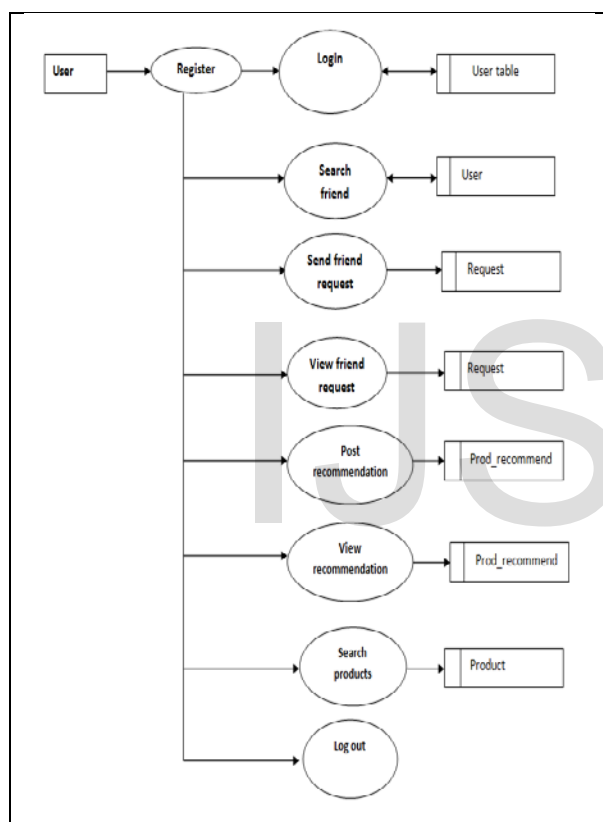 User
Register
Login
User table
Search
friend
User
Send friend
request
Request
View friend
request
Request
Post
recommendation
Prod_recommend
View
recommendation
Prod_recommend
Search
products
Product
Log out
IJS